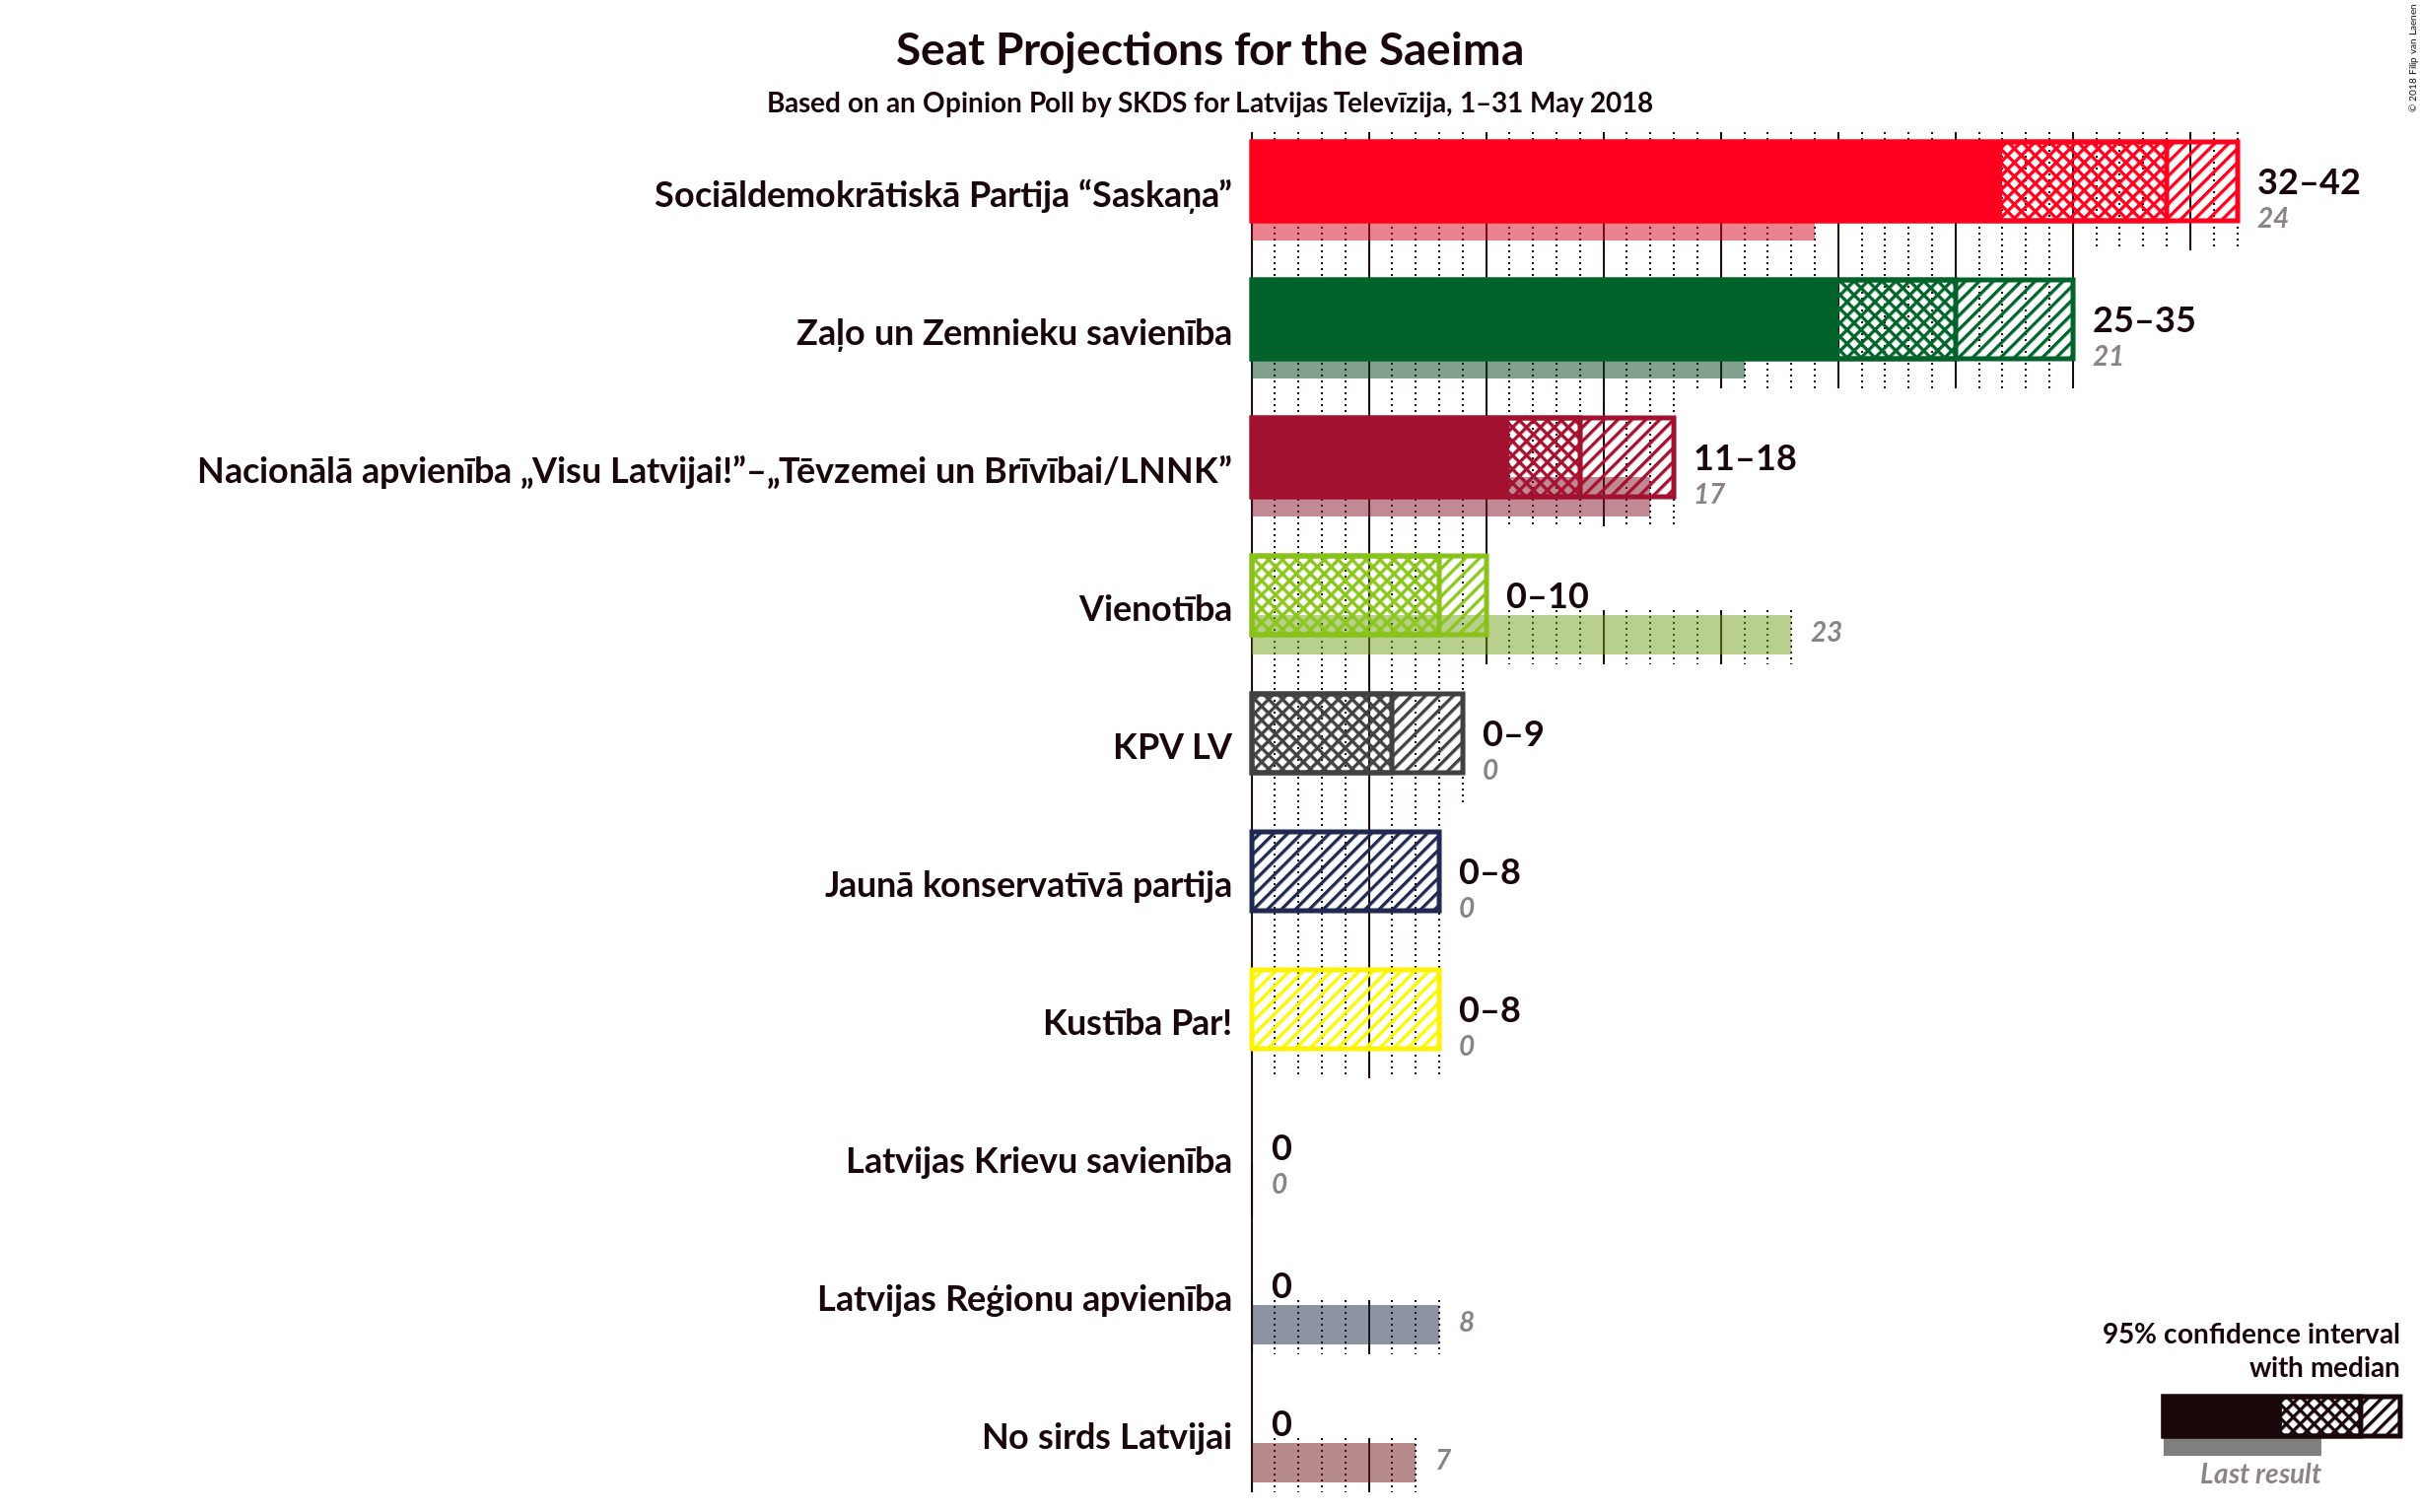 Seat Projections for the Saeima
Based on an Opinion Poll by SKDS for Latvijas Televīzija, 1–31 May 2018
© 2018 Filip van Laenen
Sociāldemokrātiskā Partija “Saskaņa”
32–42
24
Zaļo un Zemnieku savienība
25–35
21
Nacionālā apvienība „Visu Latvijai!”–„Tēvzemei un Brīvībai/LNNK”
11–18
17
Vienotība
0–10
23
KPV LV
0–9
0
Jaunā konservatīvā partija
0–8
0
Kustība Par!
0–8
0
Latvijas Krievu savienība
0
0
Latvijas Reģionu apvienība
0
8
No sirds Latvijai
0
7
95% confidence interval
with median
Last result